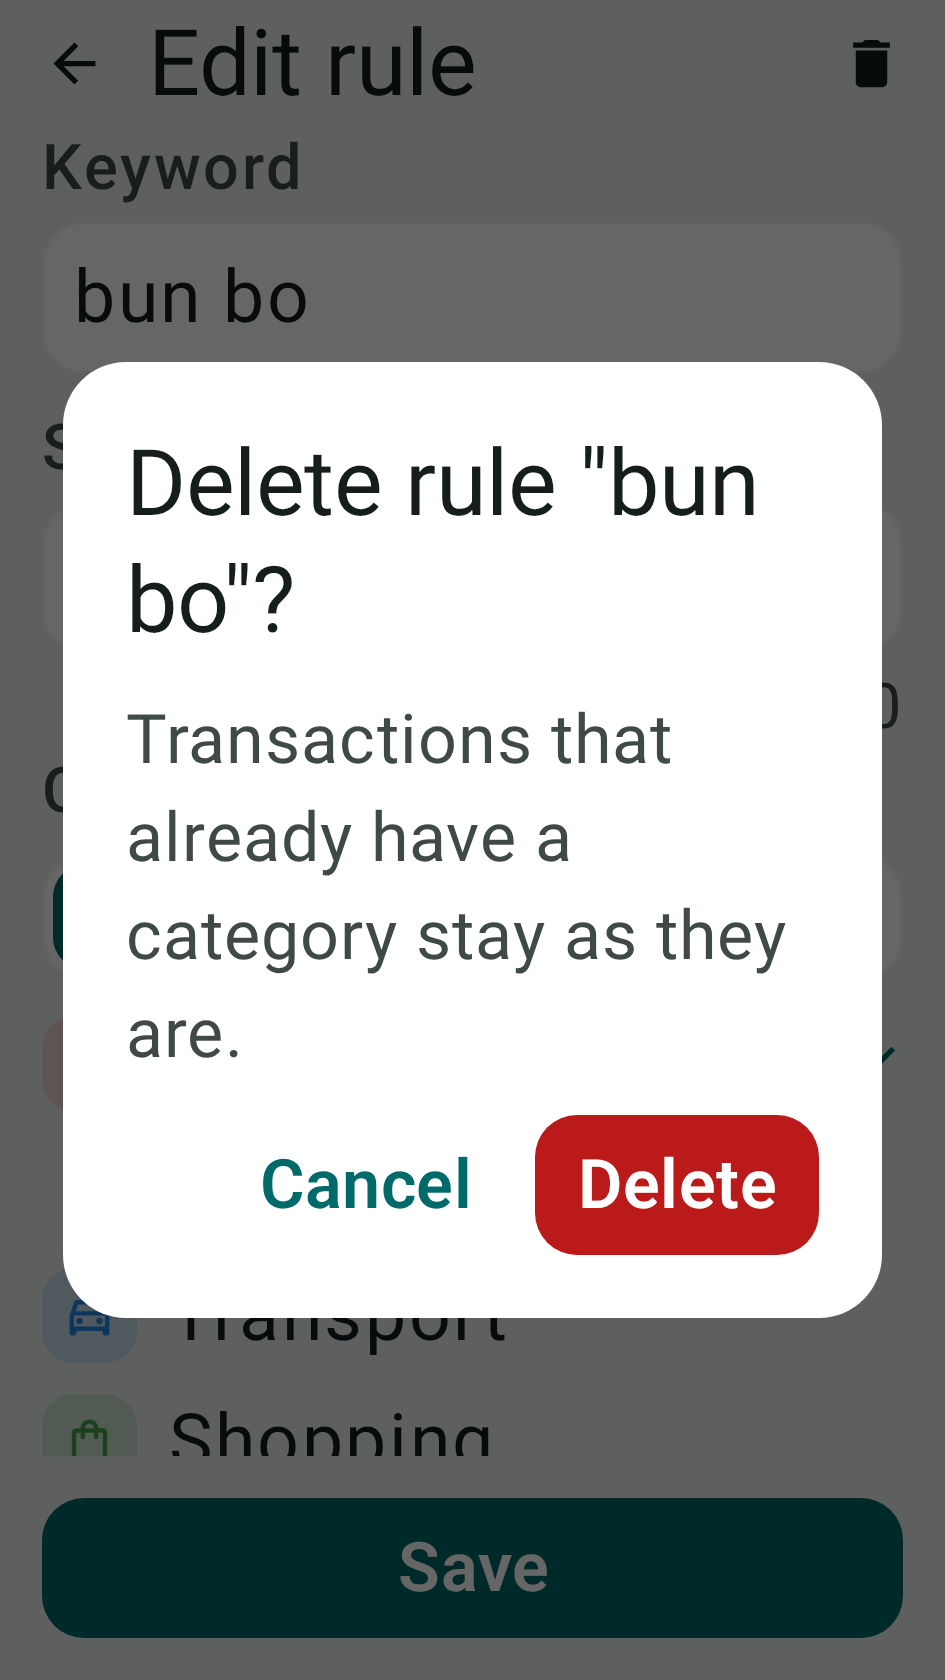 Edit rule
Keyword
bun bo
Delete rule "bun
bo"?
Transactions that
already have a
category stay as they
are.
Cancel
Delete
Transport
Shopping
Save